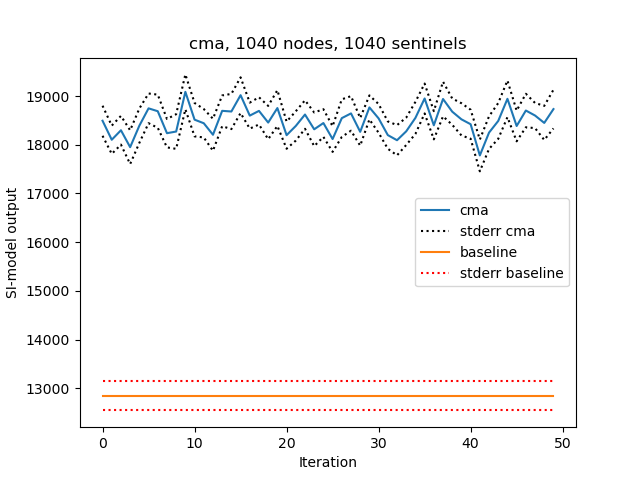 cma, 1040 nodes, 1040 sentinels
SI-model output
19000
18000
17000
16000
15000
14000
13000
cma
stderr cma
baseline
stderr baseline
0 10 20 30 40 50
Iteration